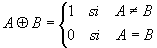 A ⊕ B = { 1 si A ≠ B
0 si A = B